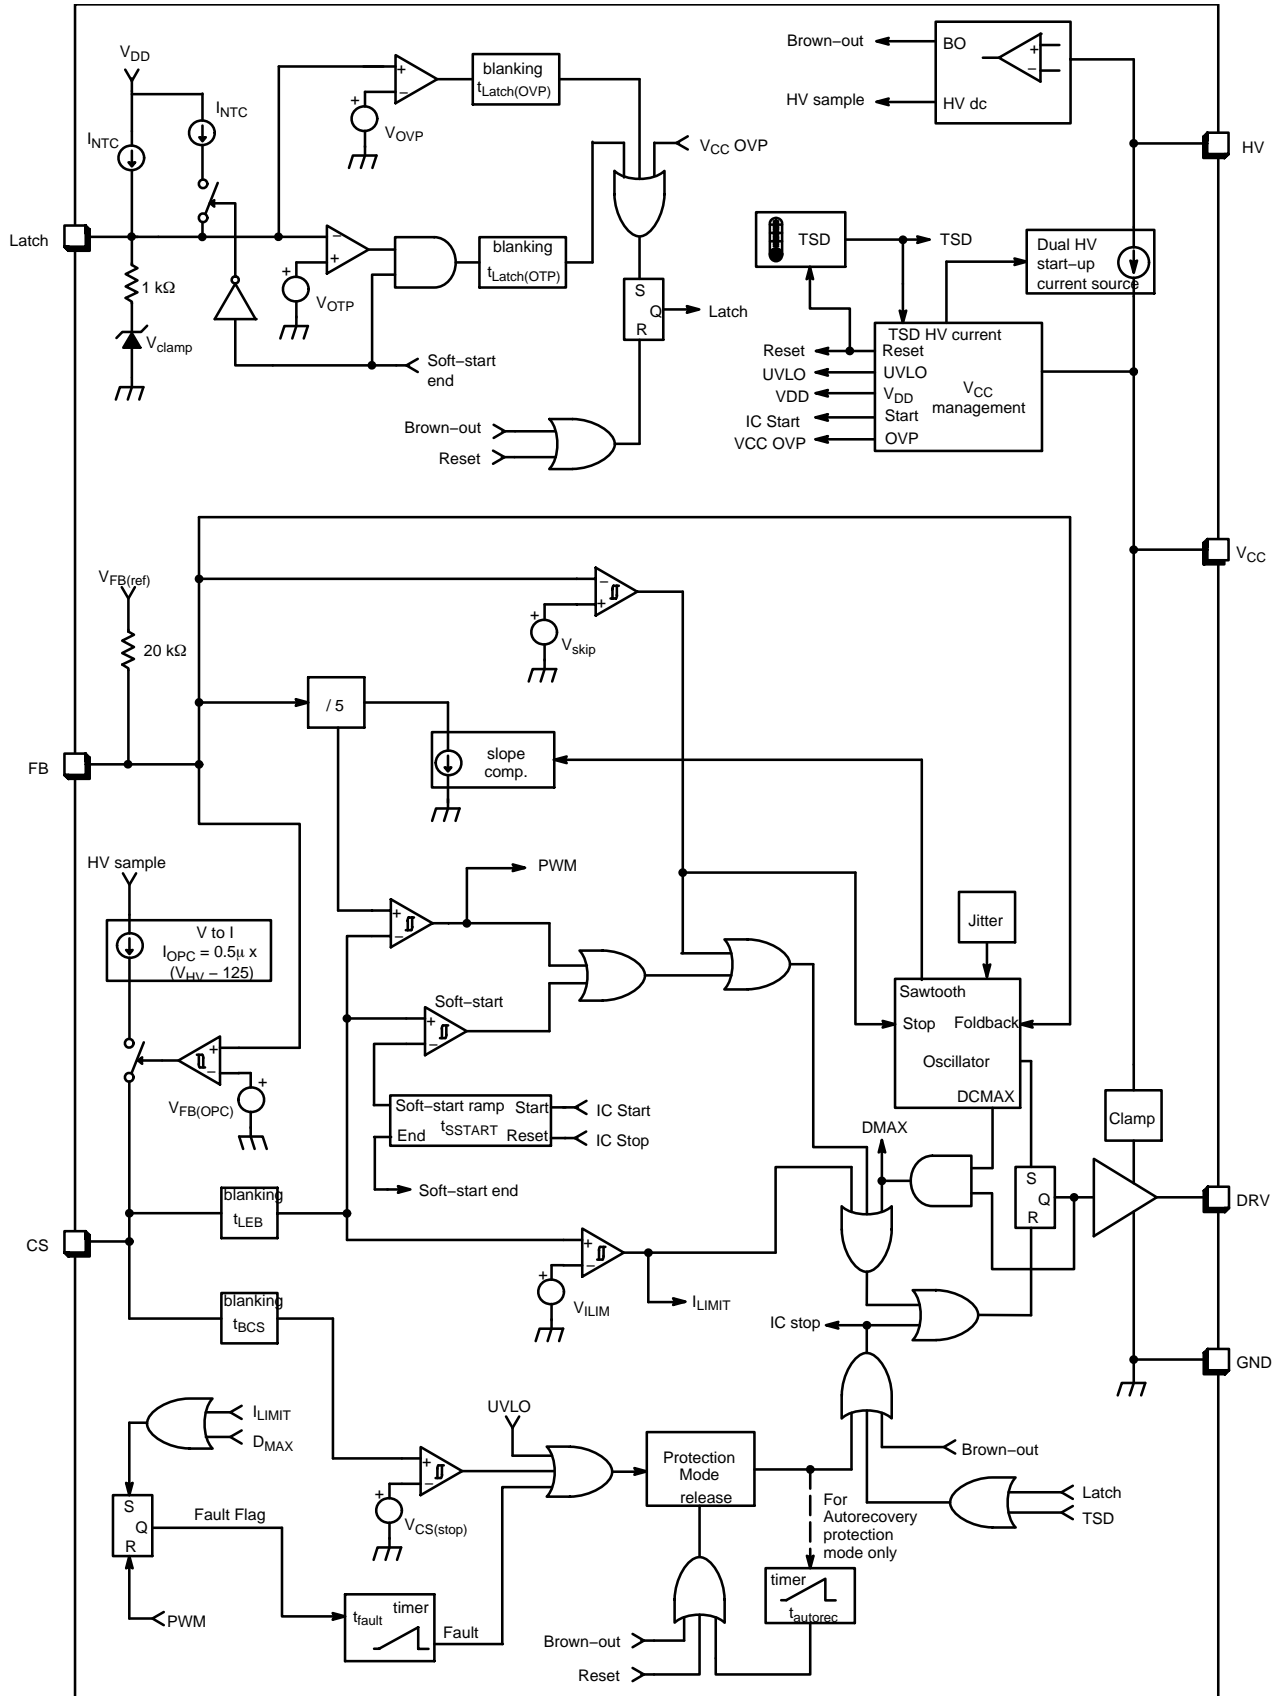 V_DD
I_NTC
I_NTC
+
−
V_OVP
+
blanking
t_Latch(OVP)
V_CC OVP
Brown−out
BO
+
−
HV sample
HV dc
HV
Latch
1 kΩ
V_clamp
−
+
+
V_OTP
blanking
t_Latch(OTP)
S
Q
R
Latch
Soft−start
end
Brown−out
Reset
TSD
TSD
Dual HV
start−up
current source
TSD HV current
Reset
Reset
UVLO
UVLO
VDD
V_DD
V_CC
management
IC Start
Start
VCC OVP
OVP
V_CC
V_FB(ref)
20 kΩ
−
+
+
V_skip
/ 5
slope
comp.
FB
HV sample
V to I
I_OPC = 0.5µ x
(V_HV − 125)
+
−
PWM
Jitter
Soft−start
+
−
Sawtooth
Stop
Foldback
Oscillator
DCMAX
+
−
+
V_FB(OPC)
Soft−start ramp
Start
t_SSTART
End
Reset
IC Start
IC Stop
Soft−start end
DMAX
Clamp
S
Q
R
DRV
blanking
t_LEB
CS
+
−
+
V_ILIM
I_LIMIT
blanking
t_BCS
IC stop
GND
I_LIMIT
D_MAX
UVLO
+
−
+
V_CS(stop)
Protection
Mode
release
Brown−out
Latch
TSD
For
Autorecovery
protection
mode only
S
Q
R
Fault Flag
PWM
t_fault
timer
Fault
timer
t_autorec
Brown−out
Reset